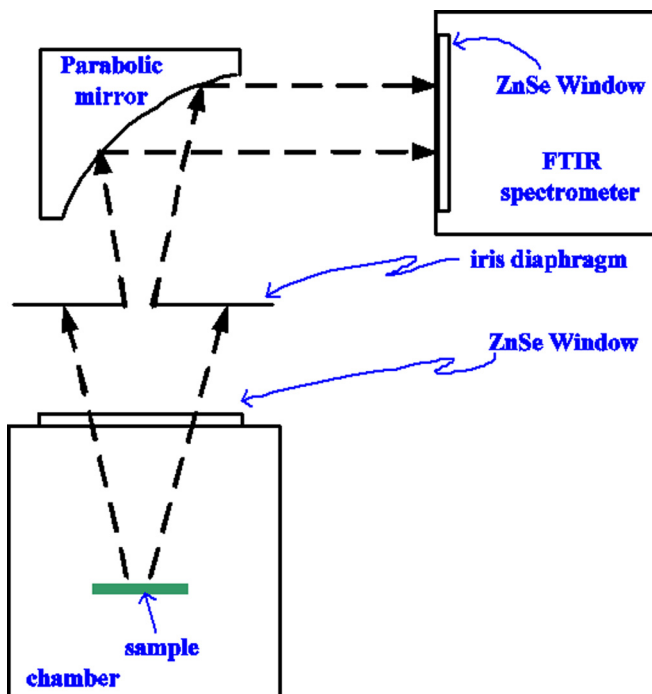 Parabolic
mirror
ZnSe Window
FTIR
spectrometer
iris diaphragm
ZnSe Window
sample
chamber